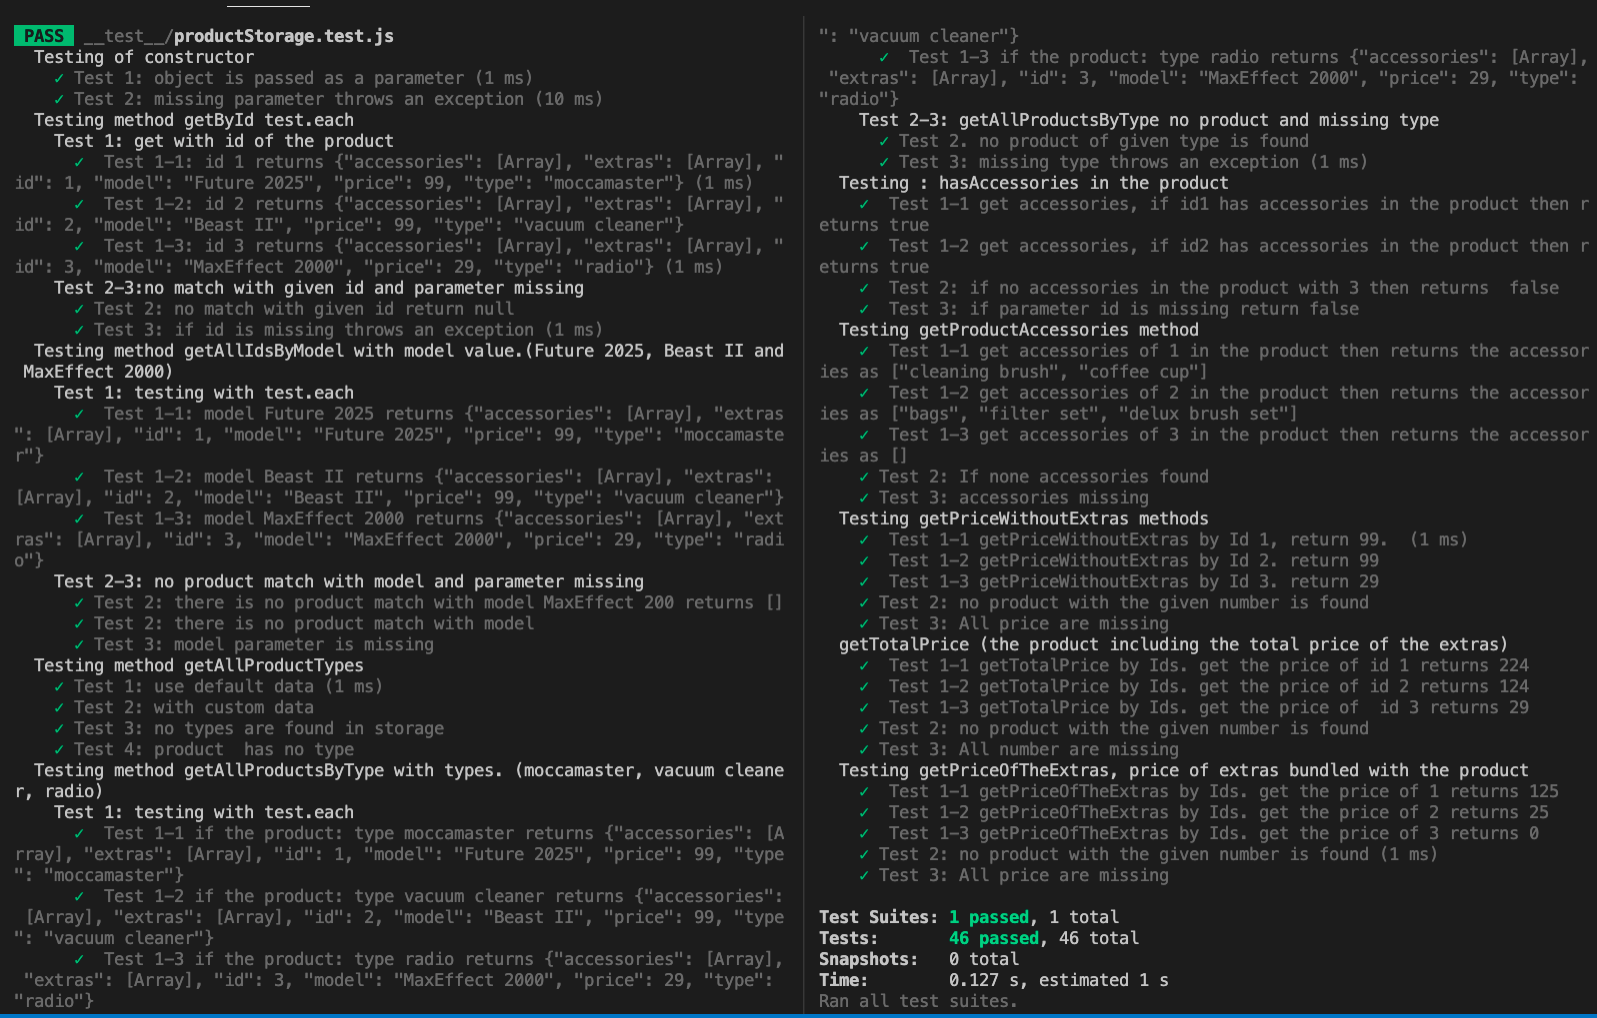 PASS __test__/productStorage.test.js
Testing of constructor
✓ Test 1: object is passed as a parameter (1 ms)
✓ Test 2: missing parameter throws an exception (10 ms)
Testing method getById test.each
Test 1: get with id of the product
✓ Test 1-1: id 1 returns {"accessories": [Array], "extras": [Array], "
id": 1, "model": "Future 2025", "price": 99, "type": "moccamaster"} (1 ms)
✓ Test 1-2: id 2 returns {"accessories": [Array], "extras": [Array], "
id": 2, "model": "Beast II", "price": 99, "type": "vacuum cleaner"}
✓ Test 1-3: id 3 returns {"accessories": [Array], "extras": [Array], "
id": 3, "model": "MaxEffect 2000", "price": 29, "type": "radio"} (1 ms)
Test 2-3:no match with given id and parameter missing
✓ Test 2: no match with given id return null
✓ Test 3: if id is missing throws an exception (1 ms)
Testing method getAllIdsByModel with model value.(Future 2025, Beast II and
MaxEffect 2000)
Test 1: testing with test.each
✓ Test 1-1: model Future 2025 returns {"accessories": [Array], "extras
": [Array], "id": 1, "model": "Future 2025", "price": 99, "type": "moccamaste
r"}
✓ Test 1-2: model Beast II returns {"accessories": [Array], "extras":
[Array], "id": 2, "model": "Beast II", "price": 99, "type": "vacuum cleaner"}
✓ Test 1-3: model MaxEffect 2000 returns {"accessories": [Array], "ext
ras": [Array], "id": 3, "model": "MaxEffect 2000", "price": 29, "type": "radi
o"}
Test 2-3: no product match with model and parameter missing
✓ Test 2: there is no product match with model MaxEffect 200 returns []
✓ Test 2: there is no product match with model
✓ Test 3: model parameter is missing
Testing method getAllProductTypes
✓ Test 1: use default data (1 ms)
✓ Test 2: with custom data
✓ Test 3: no types are found in storage
✓ Test 4: product  has no type
Testing method getAllProductsByType with types. (moccamaster, vacuum cleane
r, radio)
Test 1: testing with test.each
✓ Test 1-1 if the product: type moccamaster returns {"accessories": [A
rray], "extras": [Array], "id": 1, "model": "Future 2025", "price": 99, "type
": "moccamaster"}
✓ Test 1-2 if the product: type vacuum cleaner returns {"accessories":
[Array], "extras": [Array], "id": 2, "model": "Beast II", "price": 99, "type
": "vacuum cleaner"}
✓ Test 1-3 if the product: type radio returns {"accessories": [Array],
"extras": [Array], "id": 3, "model": "MaxEffect 2000", "price": 29, "type":
"radio"}
": "vacuum cleaner"}
✓ Test 1-3 if the product: type radio returns {"accessories": [Array],
"extras": [Array], "id": 3, "model": "MaxEffect 2000", "price": 29, "type":
"radio"}
Test 2-3: getAllProductsByType no product and missing type
✓ Test 2. no product of given type is found
✓ Test 3: missing type throws an exception (1 ms)
Testing : hasAccessories in the product
✓ Test 1-1 get accessories, if id1 has accessories in the product then r
eturns true
✓ Test 1-2 get accessories, if id2 has accessories in the product then r
eturns true
✓ Test 2: if no accessories in the product with 3 then returns  false
✓ Test 3: if parameter id is missing return false
Testing getProductAccessories method
✓ Test 1-1 get accessories of 1 in the product then returns the accessor
ies as ["cleaning brush", "coffee cup"]
✓ Test 1-2 get accessories of 2 in the product then returns the accessor
ies as ["bags", "filter set", "delux brush set"]
✓ Test 1-3 get accessories of 3 in the product then returns the accessor
ies as []
✓ Test 2: If none accessories found
✓ Test 3: accessories missing
Testing getPriceWithoutExtras methods
✓ Test 1-1 getPriceWithoutExtras by Id 1, return 99.  (1 ms)
✓ Test 1-2 getPriceWithoutExtras by Id 2. return 99
✓ Test 1-3 getPriceWithoutExtras by Id 3. return 29
✓ Test 2: no product with the given number is found
✓ Test 3: All price are missing
getTotalPrice (the product including the total price of the extras)
✓ Test 1-1 getTotalPrice by Ids. get the price of id 1 returns 224
✓ Test 1-2 getTotalPrice by Ids. get the price of id 2 returns 124
✓ Test 1-3 getTotalPrice by Ids. get the price of  id 3 returns 29
✓ Test 2: no product with the given number is found
✓ Test 3: All number are missing
Testing getPriceOfTheExtras, price of extras bundled with the product
✓ Test 1-1 getPriceOfTheExtras by Ids. get the price of 1 returns 125
✓ Test 1-2 getPriceOfTheExtras by Ids. get the price of 2 returns 25
✓ Test 1-3 getPriceOfTheExtras by Ids. get the price of 3 returns 0
✓ Test 2: no product with the given number is found (1 ms)
✓ Test 3: All price are missing
Test Suites: 1 passed, 1 total
Tests: 46 passed, 46 total
Snapshots: 0 total
Time: 0.127 s, estimated 1 s
Ran all test suites.